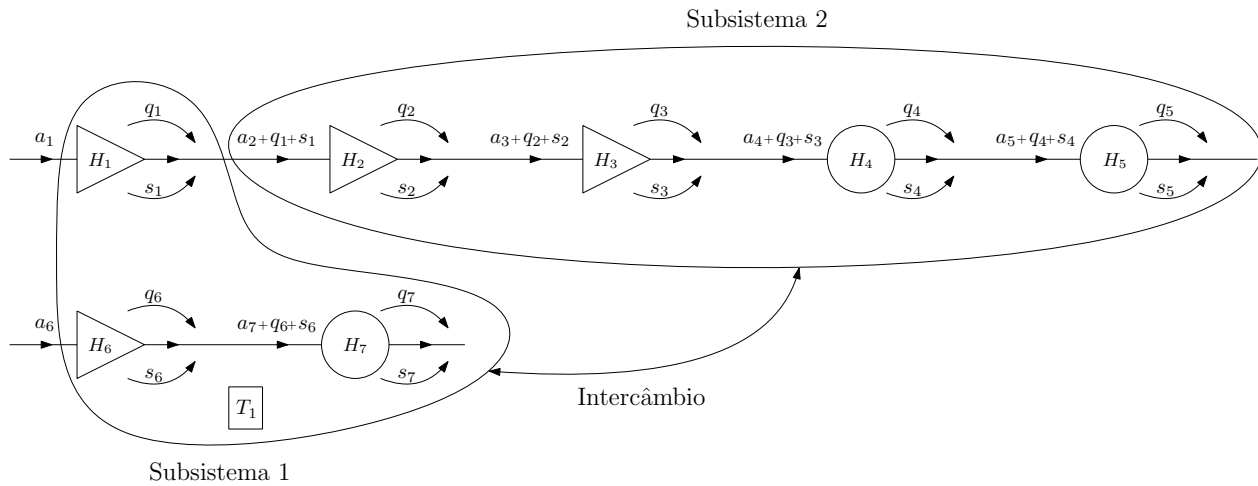 Subsistema 2
q₁ q₂ q₃ q₄ q₅
a₁ a₂+q₁+s₁ a₃+q₂+s₂ a₄+q₃+s₃ a₅+q₄+s₄
H₁ H₂ H₃ H₄ H₅
s₁ s₂ s₃ s₄ s₅
q₆ q₇
a₆ a₇+q₆+s₆
H₆ H₇
s₆ s₇
T₁
Intercâmbio
Subsistema 1